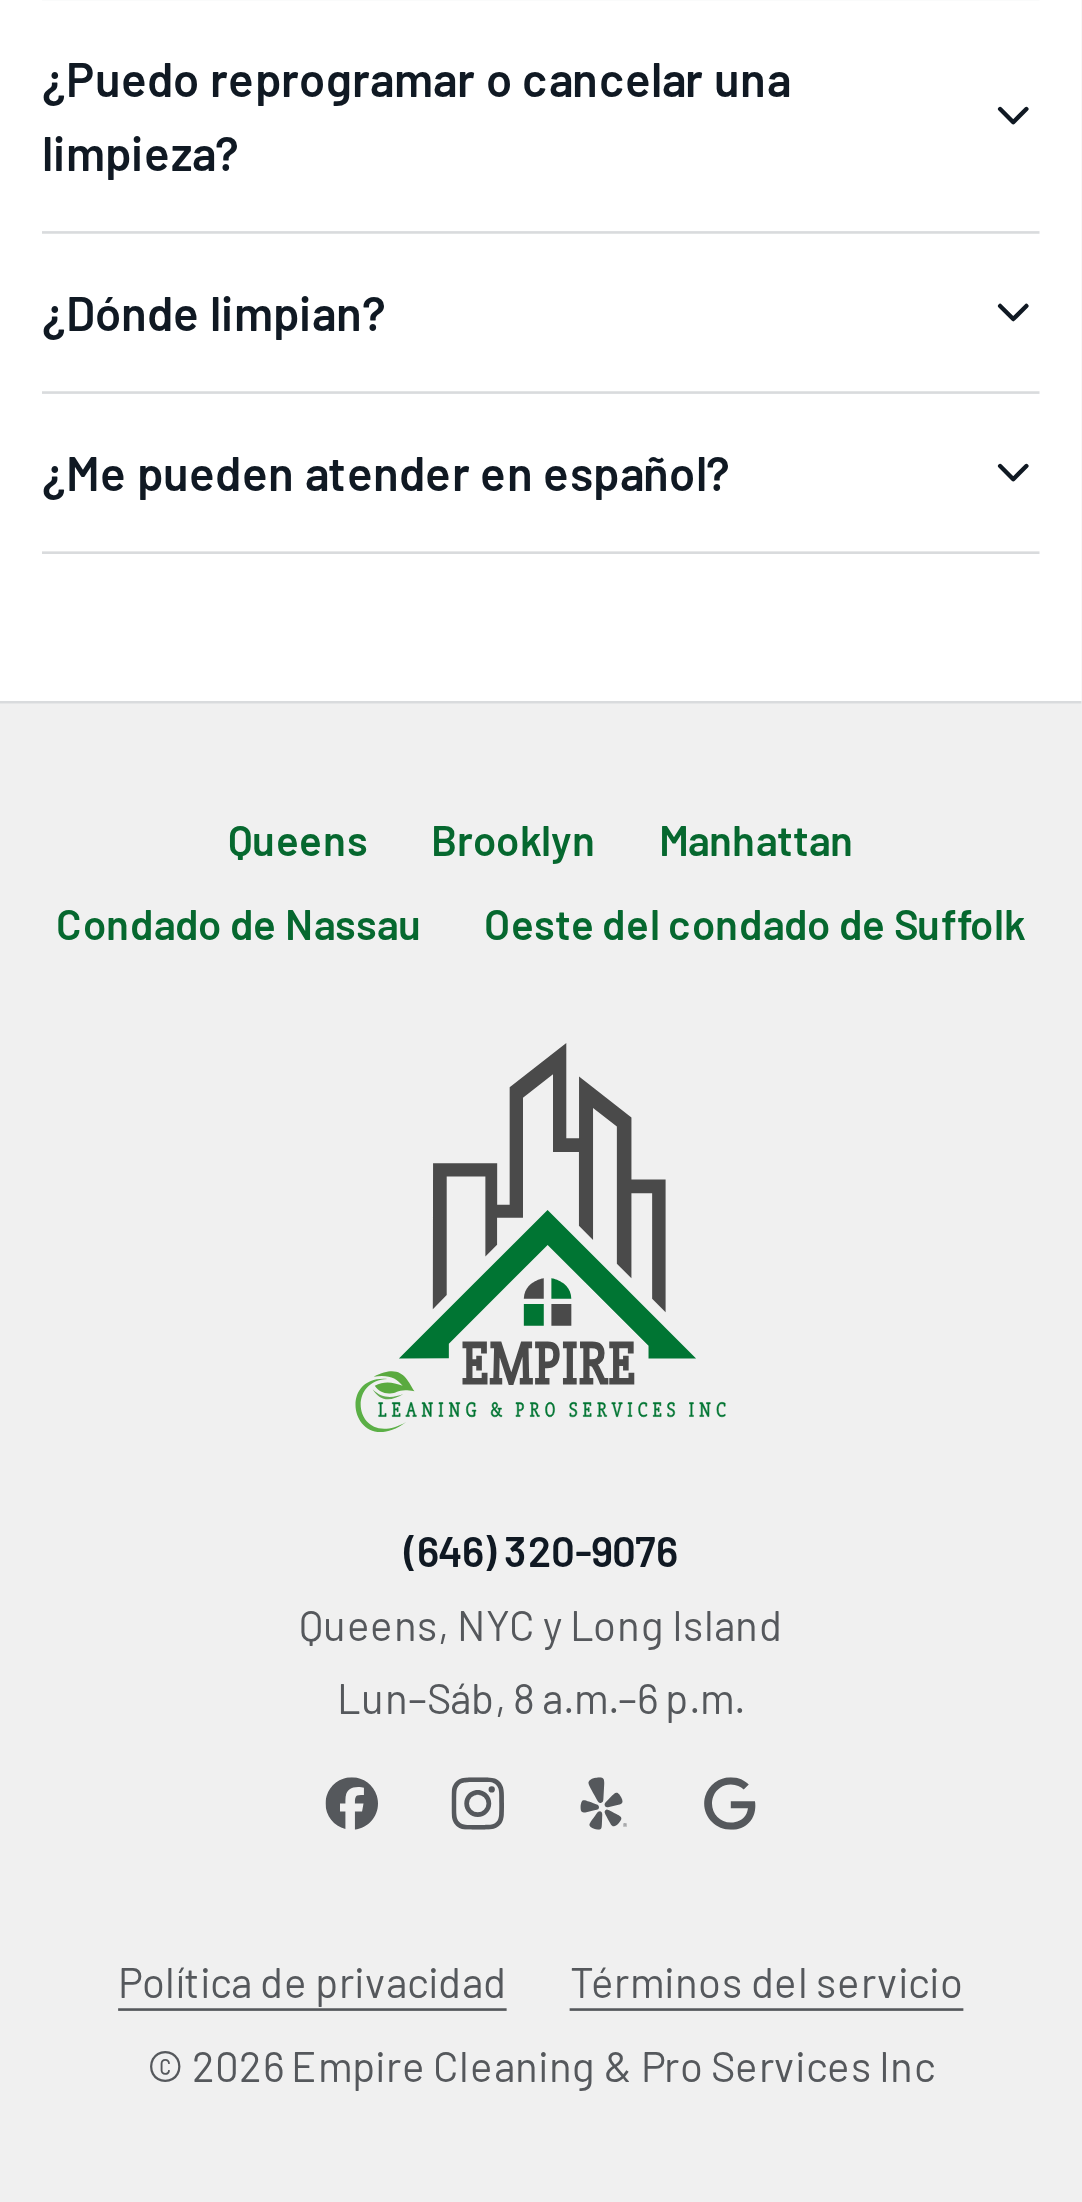 ¿Puedo reprogramar o cancelar una
limpieza?
¿Dónde limpian?
¿Me pueden atender en español?
Queens Brooklyn Manhattan
Condado de Nassau Oeste del condado de Suffolk
EMPIRE
CLEANING & PRO SERVICES INC
(646) 320-9076
Queens, NYC y Long Island
Lun–Sáb, 8 a.m.–6 p.m.
Política de privacidad Términos del servicio
© 2026 Empire Cleaning & Pro Services Inc